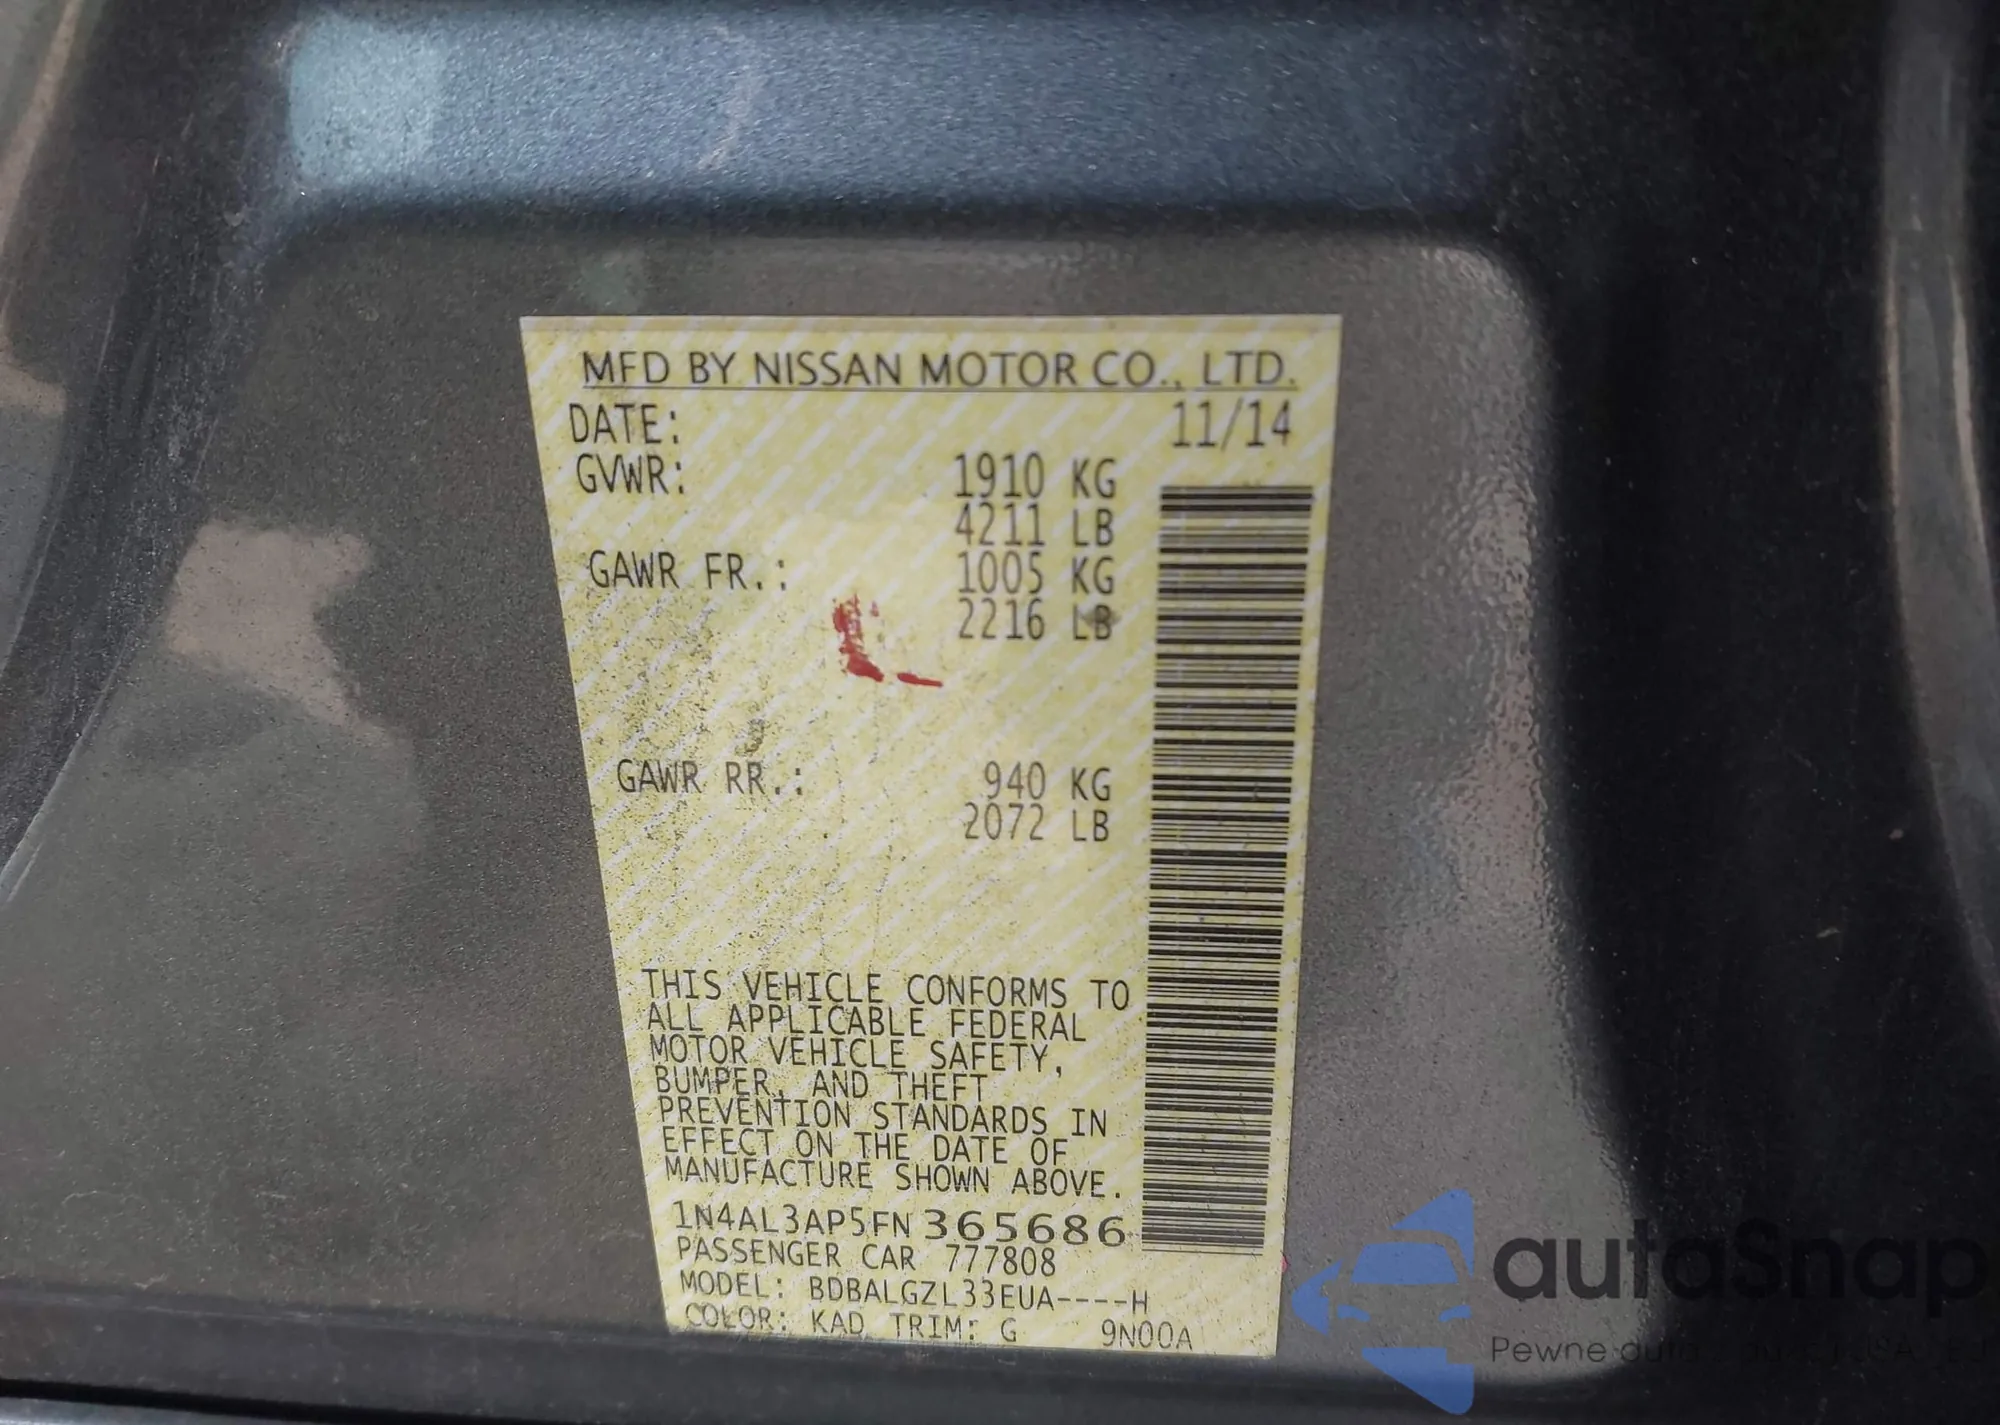 MFD BY NISSAN MOTOR CO., LTD.
DATE: 11/14
GVWR: 1910 KG
4211 LB
GAWR FR.: 1005 KG
2216 LB
GAWR RR.: 940 KG
2072 LB
THIS VEHICLE CONFORMS TO
ALL APPLICABLE FEDERAL
MOTOR VEHICLE SAFETY,
BUMPER, AND THEFT
PREVENTION STANDARDS IN
EFFECT ON THE DATE OF
MANUFACTURE SHOWN ABOVE.
1N4AL3AP5FN365686
PASSENGER CAR 777808
MODEL: BDBALGZL33EUA----H
COLOR: KAD TRIM: G 9N00A
autaSnap
Pewne auta